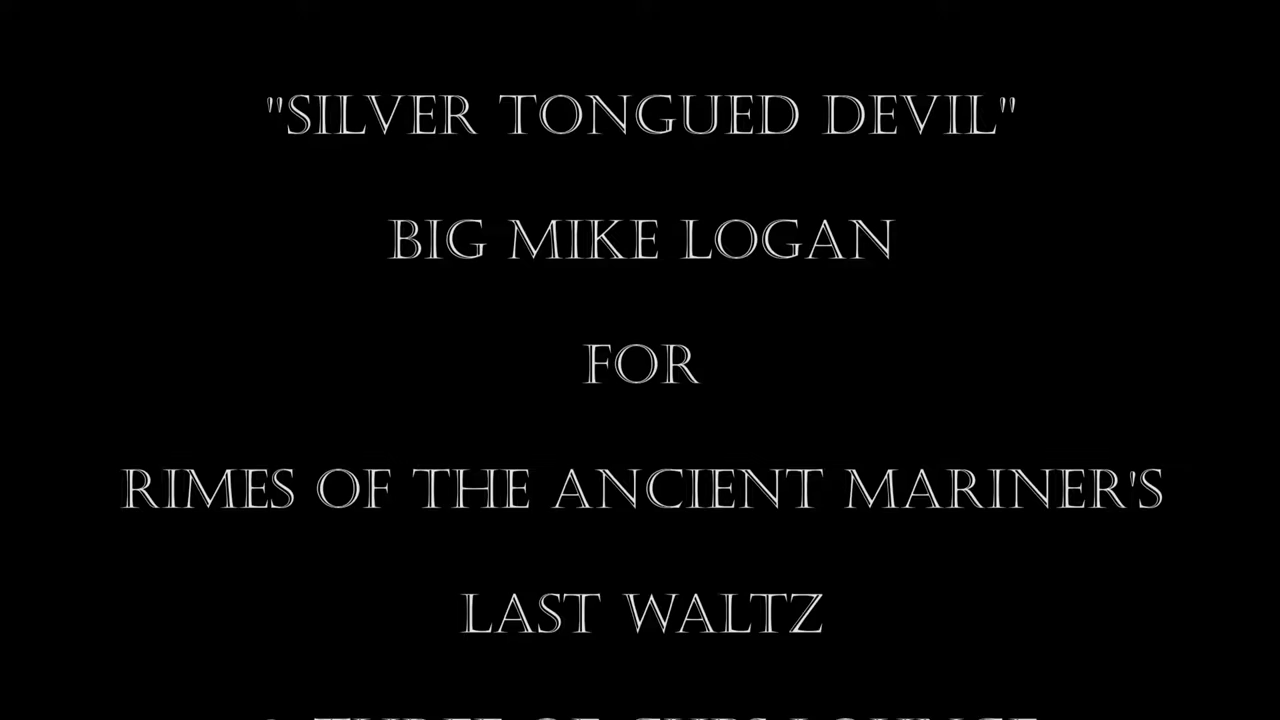 "SILVER TONGUED DEVIL"
BIG MIKE LOGAN
FOR
RIMES OF THE ANCIENT MARINER'S
LAST WALTZ